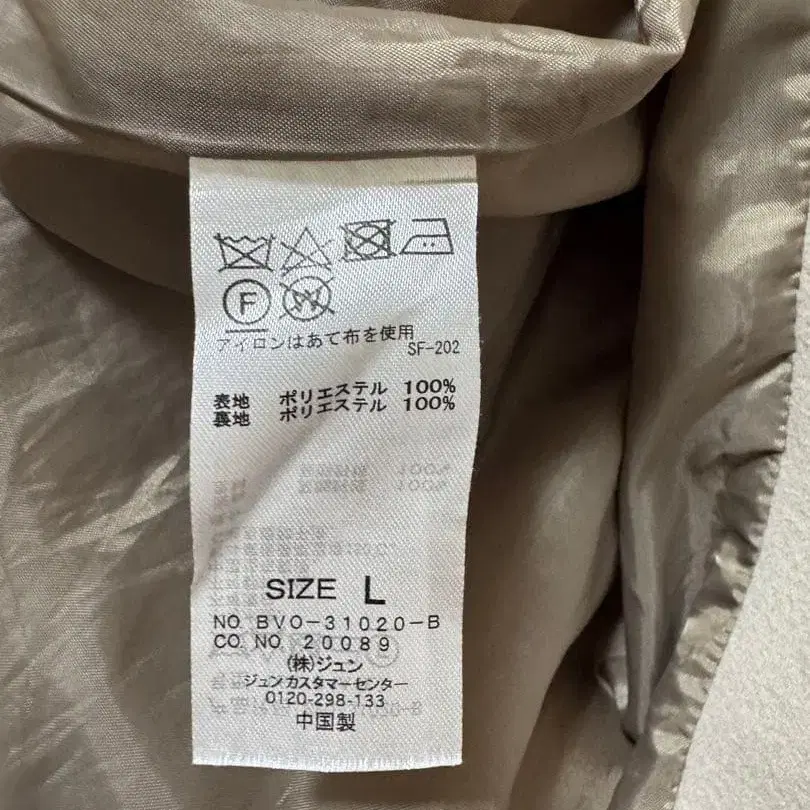 F W
アイロンはあて布を使用
SF-202
表地 ポリエステル 100%
裏地 ポリエステル 100%
SIZE L
NO. BVO-31020-B
CO. NO. 20089
(株)ジュン
ジュンカスタマーセンター
0120-298-133
中国製